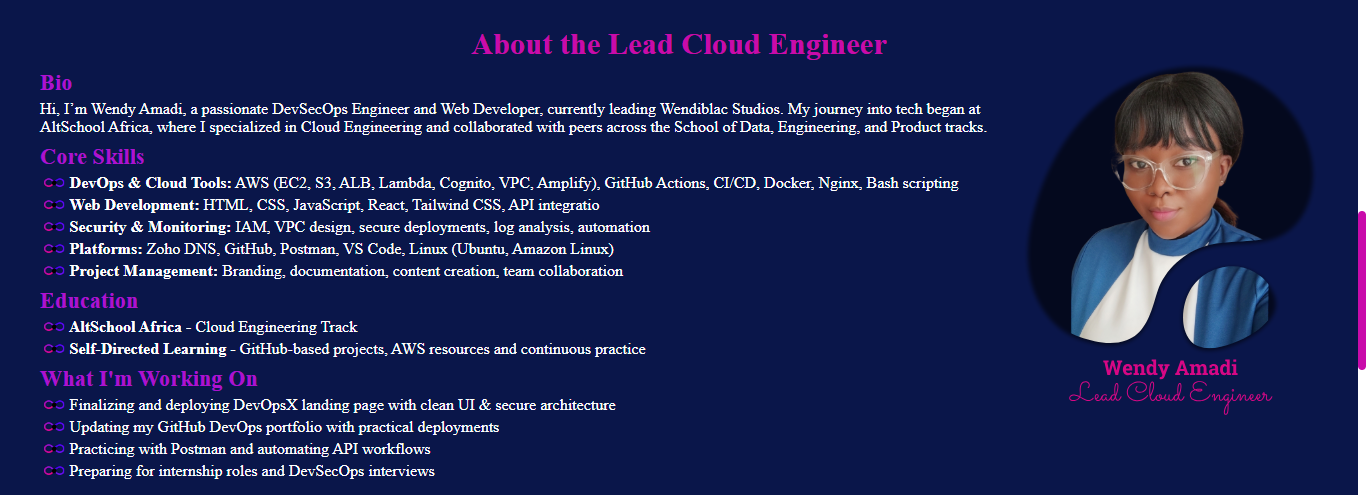 About the Lead Cloud Engineer
Bio
Hi, I’m Wendy Amadi, a passionate DevSecOps Engineer and Web Developer, currently leading Wendiblac Studios. My journey into tech began at
AltSchool Africa, where I specialized in Cloud Engineering and collaborated with peers across the School of Data, Engineering, and Product tracks.
Core Skills
DevOps & Cloud Tools: AWS (EC2, S3, ALB, Lambda, Cognito, VPC, Amplify), GitHub Actions, CI/CD, Docker, Nginx, Bash scripting
Web Development: HTML, CSS, JavaScript, React, Tailwind CSS, API integratio
Security & Monitoring: IAM, VPC design, secure deployments, log analysis, automation
Platforms: Zoho DNS, GitHub, Postman, VS Code, Linux (Ubuntu, Amazon Linux)
Project Management: Branding, documentation, content creation, team collaboration
Education
AltSchool Africa - Cloud Engineering Track
Self-Directed Learning - GitHub-based projects, AWS resources and continuous practice
What I'm Working On
Finalizing and deploying DevOpsX landing page with clean UI & secure architecture
Updating my GitHub DevOps portfolio with practical deployments
Practicing with Postman and automating API workflows
Preparing for internship roles and DevSecOps interviews
Wendy Amadi
Lead Cloud Engineer